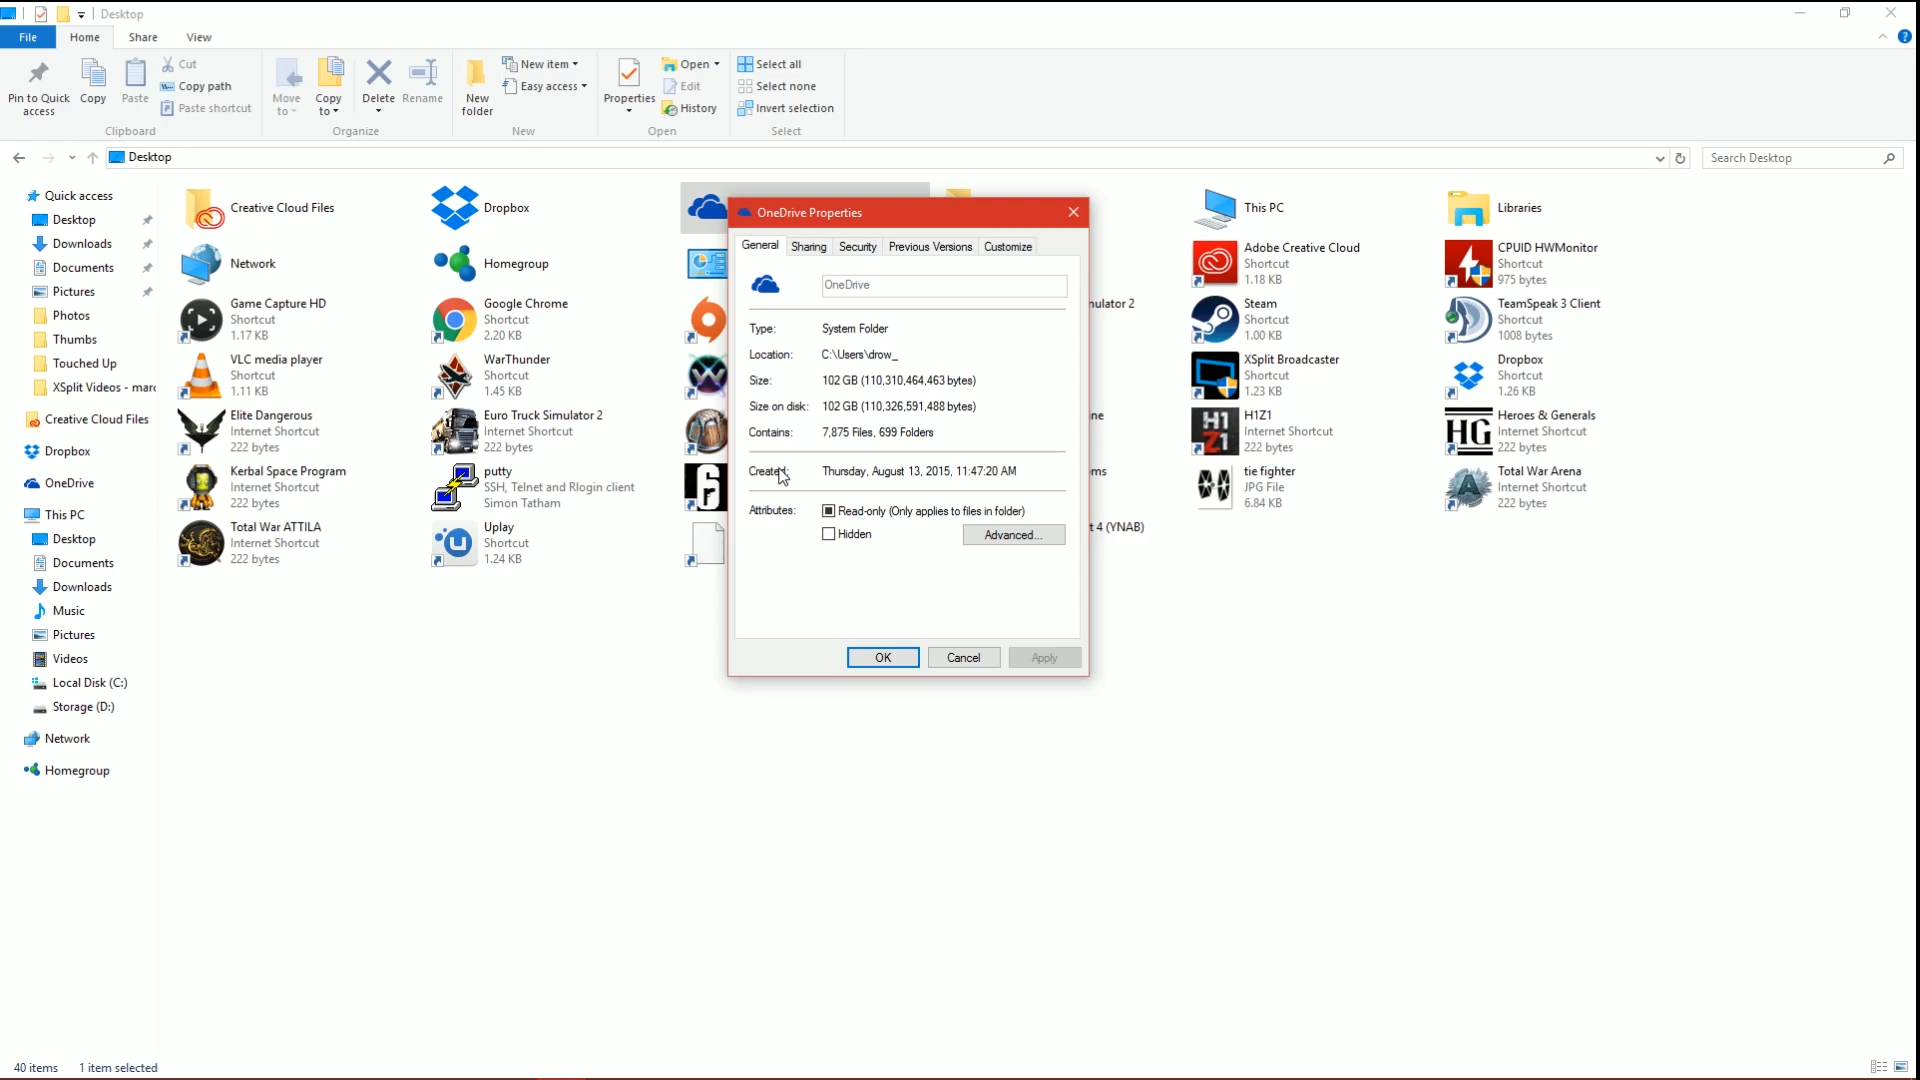 Desktop
File Home Share View
Pin to Quick access
Copy
Paste
Cut
Copy path
Paste shortcut
Clipboard
Move to
Copy to
Delete
Rename
Organize
New folder
New item
Easy access
New
Properties
Open
Edit
History
Open
Select all
Select none
Invert selection
Select
Desktop
Search Desktop
Quick access
Desktop
Downloads
Documents
Pictures
Photos
Thumbs
Touched Up
XSplit Videos - marc
Creative Cloud Files
Dropbox
OneDrive
This PC
Desktop
Documents
Downloads
Music
Pictures
Videos
Local Disk (C:)
Storage (D:)
Network
Homegroup
Creative Cloud Files
Dropbox
This PC
Libraries
Network
Homegroup
Adobe Creative Cloud
Shortcut
1.18 KB
CPUID HWMonitor
Shortcut
975 bytes
Game Capture HD
Shortcut
1.17 KB
Google Chrome
Shortcut
2.20 KB
nulator 2
Steam
Shortcut
1.00 KB
TeamSpeak 3 Client
Shortcut
1008 bytes
VLC media player
Shortcut
1.11 KB
WarThunder
Shortcut
1.45 KB
XSplit Broadcaster
Shortcut
1.23 KB
Dropbox
Shortcut
1.26 KB
Elite Dangerous
Internet Shortcut
222 bytes
Euro Truck Simulator 2
Internet Shortcut
222 bytes
ne
H1
Z1
H1Z1
Internet Shortcut
222 bytes
HG
Heroes & Generals
Internet Shortcut
222 bytes
Kerbal Space Program
Internet Shortcut
222 bytes
putty
SSH, Telnet and Rlogin client
Simon Tatham
6
ms
tie fighter
JPG File
6.84 KB
Total War Arena
Internet Shortcut
222 bytes
Total War ATTILA
Internet Shortcut
222 bytes
Uplay
Shortcut
1.24 KB
t 4 (YNAB)
OneDrive Properties
General Sharing Security Previous Versions Customize
OneDrive
Type: System Folder
Location: C:\Users\drow_
Size: 102 GB (110,310,464,463 bytes)
Size on disk: 102 GB (110,326,591,488 bytes)
Contains: 7,875 Files, 699 Folders
Created: Thursday, August 13, 2015, 11:47:20 AM
Attributes: Read-only (Only applies to files in folder)
Hidden
Advanced...
OK Cancel Apply
40 items 1 item selected